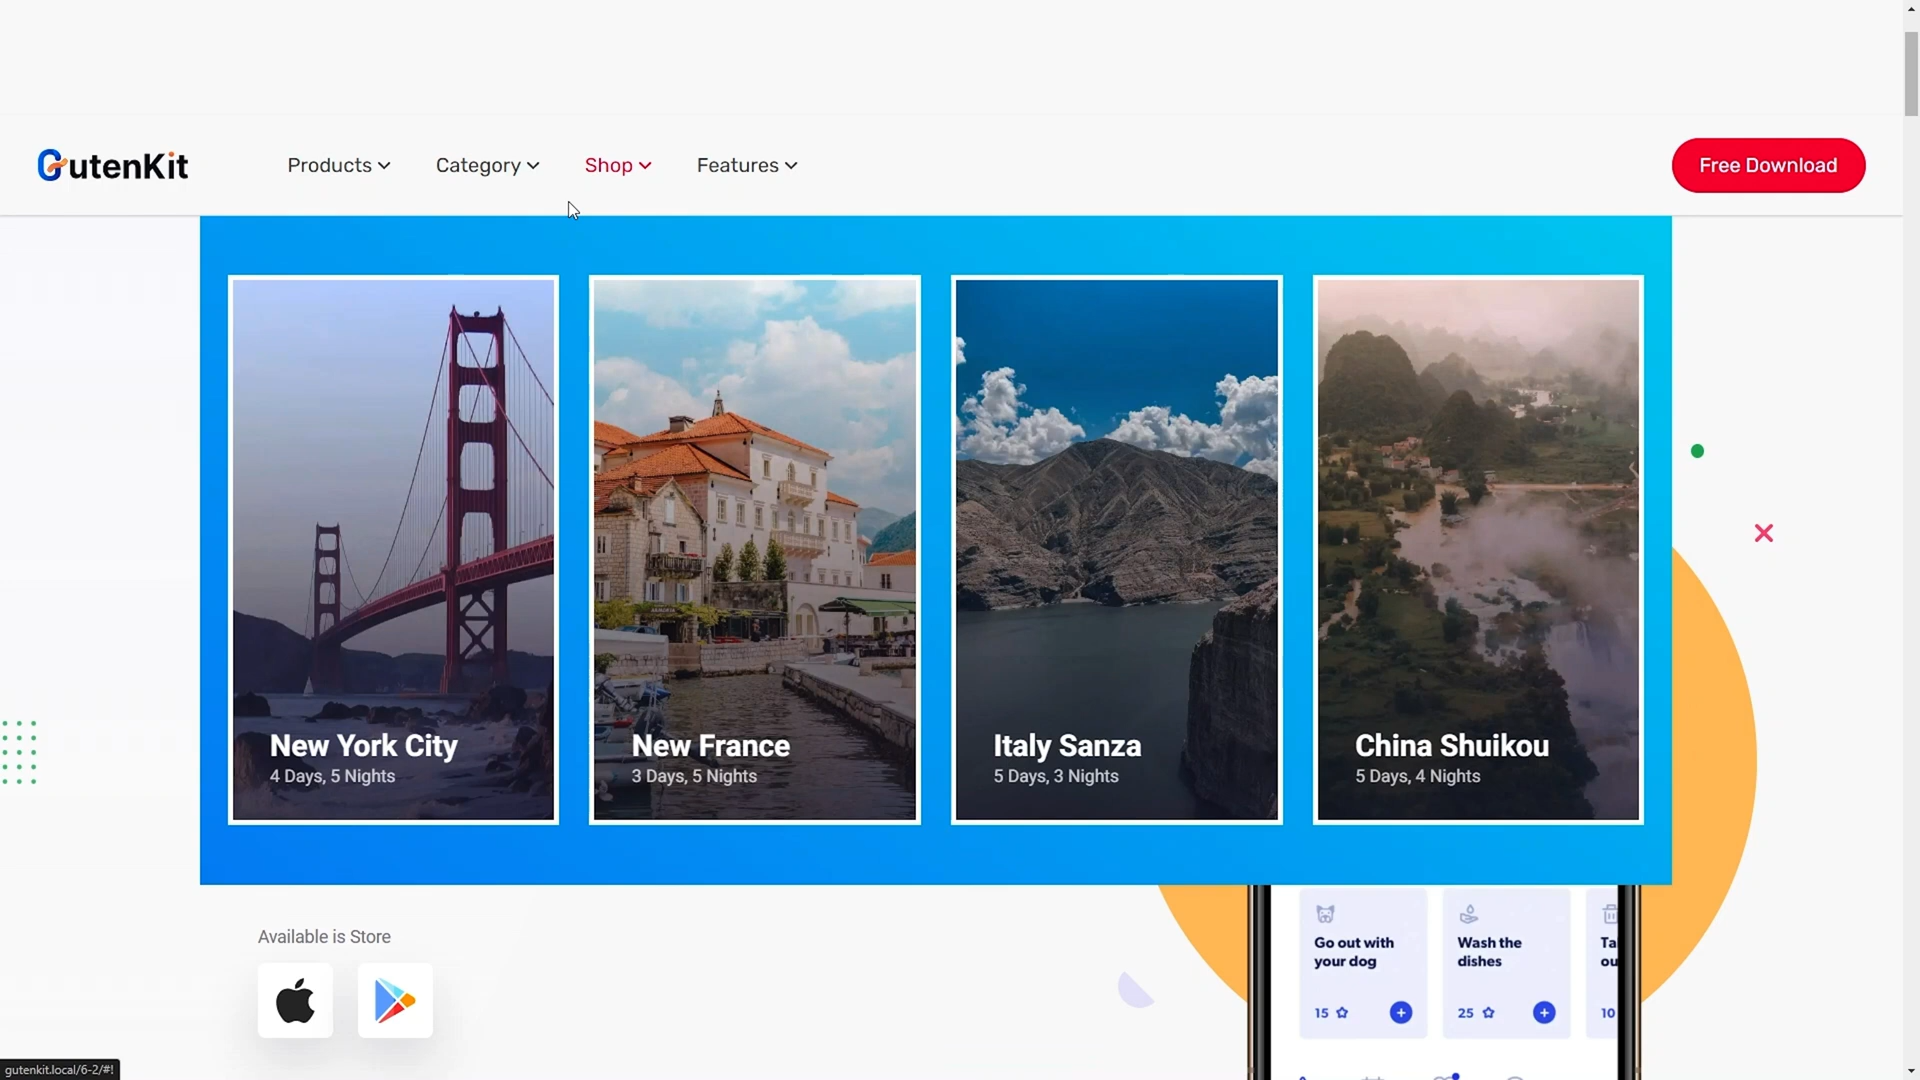 GutenKit
Products
Category
Shop
Features
Free Download
New York City
4 Days, 5 Nights
New France
3 Days, 5 Nights
Italy Sanza
5 Days, 3 Nights
China Shuikou
5 Days, 4 Nights
Available is Store
Go out with
your dog
15
Wash the
dishes
25
Ta
ou
10
gutenkit.local/6-2/#!